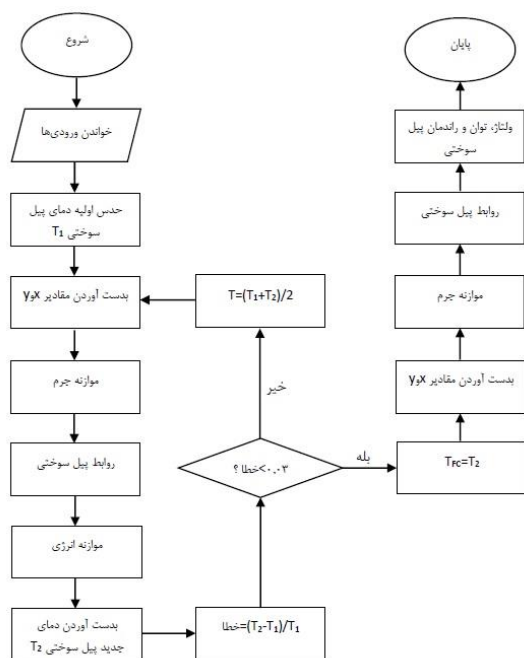 شروع
خواندن ورودی‌ها
حدس اولیه دمای پیل
سوختی T₁
بدست آوردن مقادیر xوy
موازنه جرم
روابط پیل سوختی
موازنه انرژی
بدست آوردن دمای
جدید پیل سوختی T₂
خطا=(T₂-T₁)/T₁
خطا<۰.۰۳ ؟
خیر
T=(T₁+T₂)/2
بله
T_FC=T₂
بدست آوردن مقادیر xوy
موازنه جرم
روابط پیل سوختی
ولتاژ، توان و راندمان پیل
سوختی
پایان